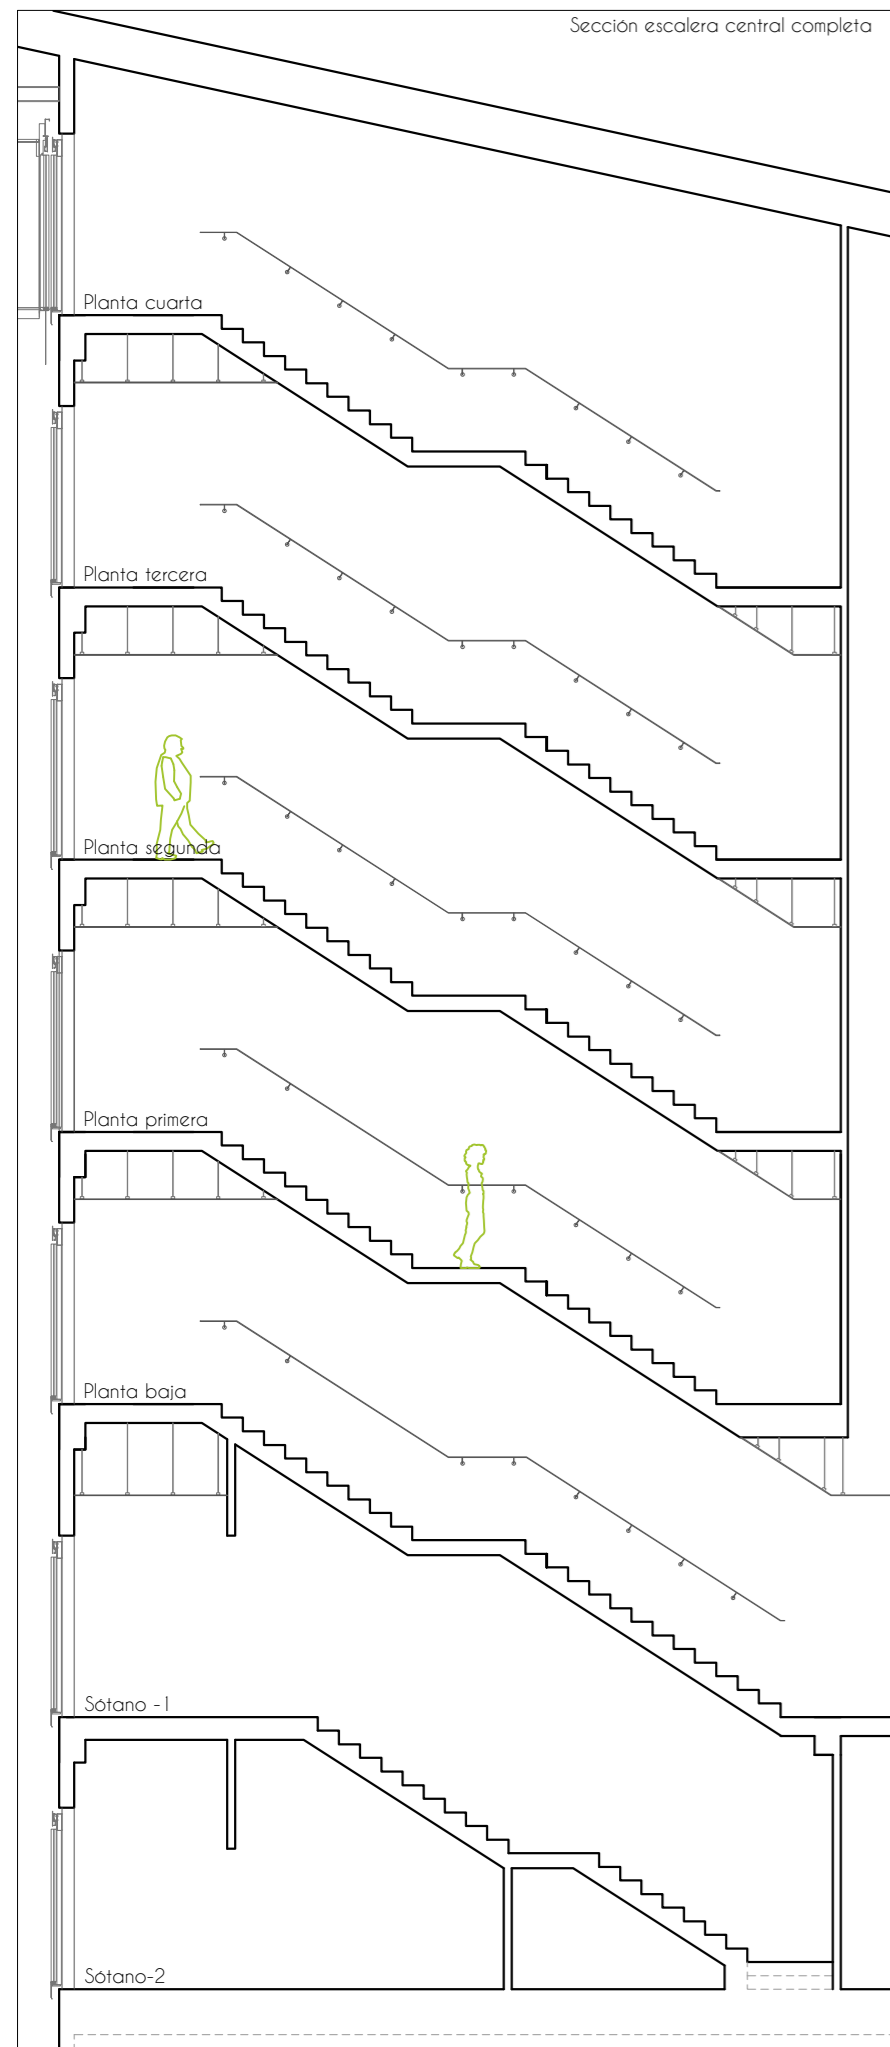 Sección escalera central completa
Planta cuarta
Planta tercera
Planta segunda
Planta primera
Planta baja
Sótano -1
Sótano-2